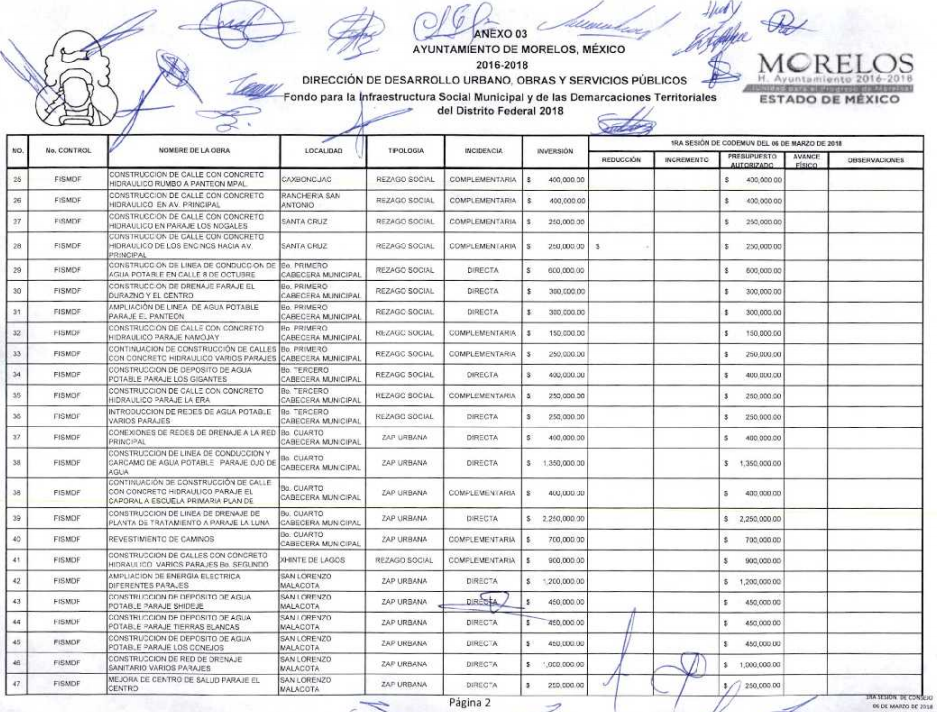 ANEXO 03
AYUNTAMIENTO DE MORELOS, MÉXICO
2016-2018
DIRECCIÓN DE DESARROLLO URBANO, OBRAS Y SERVICIOS PÚBLICOS
Fondo para la Infraestructura Social Municipal y de las Demarcaciones Territoriales
del Distrito Federal 2018
MORELOS
H. Ayuntamiento 2016-2018
ESTADO DE MÉXICO
NO. No. CONTROL NOMBRE DE LA OBRA LOCALIDAD TIPOLOGIA INCIDENCIA INVERSIÓN 1RA SESIÓN DE CODEMUN DEL 06 DE MARZO DE 2018
REDUCCIÓN INCREMENTO PRESUPUESTO AUTORIZADO AVANCE FÍSICO OBSERVACIONES
25 FISMDF CONSTRUCCION DE CALLE CON CONCRETO HIDRAULICO RUMBO A PANTEON MPAL. CAXBONCJAC REZAGO SOCIAL COMPLEMENTARIA $ 400,000.00 $ 400,000.00
26 FISMDF CONSTRUCCION DE CALLE CON CONCRETO HIDRAULICO EN AV. PRINCIPAL RANCHERIA SAN ANTONIO REZAGO SOCIAL COMPLEMENTARIA $ 400,000.00 $ 400,000.00
27 FISMDF CONSTRUCCION DE CALLE CON CONCRETO HIDRAULICO EN PARAJE LOS NOGALES SANTA CRUZ REZAGO SOCIAL COMPLEMENTARIA $ 250,000.00 $ 250,000.00
28 FISMDF CONSTRUCCION DE CALLE CON CONCRETO HIDRAULICO DE LOS ENCINOS HACIA AV. PRINCIPAL SANTA CRUZ REZAGO SOCIAL COMPLEMENTARIA $ 250,000.00 $ - $ 250,000.00
29 FISMDF CONSTRUCCION DE LINEA DE CONDUCCION DE AGUA POTABLE EN CALLE 8 DE OCTUBRE Bo. PRIMERO CABECERA MUNICIPAL REZAGO SOCIAL DIRECTA $ 600,000.00 $ 600,000.00
30 FISMDF CONSTRUCCION DE DRENAJE PARAJE EL DURAZNO Y EL CENTRO Bo. PRIMERO CABECERA MUNICIPAL REZAGO SOCIAL DIRECTA $ 300,000.00 $ 300,000.00
31 FISMDF AMPLIACIÓN DE LINEA DE AGUA POTABLE PARAJE EL PANTEON Bo. PRIMERO CABECERA MUNICIPAL REZAGO SOCIAL DIRECTA $ 300,000.00 $ 300,000.00
32 FISMDF CONSTRUCCION DE CALLE CON CONCRETO HIDRAULICO PARAJE NAMOJAY Bo. PRIMERO CABECERA MUNICIPAL REZAGO SOCIAL COMPLEMENTARIA $ 150,000.00 $ 150,000.00
33 FISMDF CONTINUACION DE CONSTRUCCIÓN DE CALLES CON CONCRETO HIDRAULICO VARIOS PARAJES Bo. PRIMERO CABECERA MUNICIPAL REZAGO SOCIAL COMPLEMENTARIA $ 250,000.00 $ 250,000.00
34 FISMDF CONSTRUCCION DE DEPOSITO DE AGUA POTABLE PARAJE LOS GIGANTES Bo. TERCERO CABECERA MUNICIPAL REZAGO SOCIAL DIRECTA $ 400,000.00 $ 400,000.00
35 FISMDF CONSTRUCCION DE CALLE CON CONCRETO HIDRAULICO PARAJE LA ERA Bo. TERCERO CABECERA MUNICIPAL REZAGO SOCIAL COMPLEMENTARIA $ 250,000.00 $ 250,000.00
36 FISMDF INTRODUCCION DE REDES DE AGUA POTABLE VARIOS PARAJES Bo. TERCERO CABECERA MUNICIPAL REZAGO SOCIAL DIRECTA $ 250,000.00 $ 250,000.00
37 FISMDF CONEXIONES DE REDES DE DRENAJE A LA RED PRINCIPAL Bo. CUARTO CABECERA MUNICIPAL ZAP URBANA DIRECTA $ 400,000.00 $ 400,000.00
38 FISMDF CONSTRUCCION DE LINEA DE CONDUCCION Y CARCAMO DE AGUA POTABLE PARAJE OJO DE AGUA Bo. CUARTO CABECERA MUNICIPAL ZAP URBANA DIRECTA $ 1,350,000.00 $ 1,350,000.00
38 FISMDF CONTINUACIÓN DE CONSTRUCCIÓN DE CALLE CON CONCRETO HIDRAULICO PARAJE EL CAPORAL A ESCUELA PRIMARIA PLAN DE Bo. CUARTO CABECERA MUNICIPAL ZAP URBANA COMPLEMENTARIA $ 400,000.00 $ 400,000.00
39 FISMDF CONSTRUCCION DE LINEA DE DRENAJE DE PLANTA DE TRATAMIENTO A PARAJE LA LUNA Bo. CUARTO CABECERA MUNICIPAL ZAP URBANA DIRECTA $ 2,250,000.00 $ 2,250,000.00
40 FISMDF REVESTIMIENTO DE CAMINOS Bo. CUARTO CABECERA MUNICIPAL ZAP URBANA COMPLEMENTARIA $ 700,000.00 $ 700,000.00
41 FISMDF CONSTRUCCION DE CALLES CON CONCRETO HIDRAULICO VARIOS PARAJES Bo. SEGUNDO XHINTE DE LAGOS REZAGO SOCIAL COMPLEMENTARIA $ 900,000.00 $ 900,000.00
42 FISMDF AMPLIACION DE ENERGIA ELECTRICA DIFERENTES PARAJES SAN LORENZO MALACOTA ZAP URBANA DIRECTA $ 1,200,000.00 $ 1,200,000.00
43 FISMDF CONSTRUCCION DE DEPOSITO DE AGUA POTABLE PARAJE SHIDEJE SAN LORENZO MALACOTA ZAP URBANA DIRECTA $ 450,000.00 $ 450,000.00
44 FISMDF CONSTRUCCION DE DEPOSITO DE AGUA POTABLE PARAJE TIERRAS BLANCAS SAN LORENZO MALACOTA ZAP URBANA DIRECTA $ 450,000.00 $ 450,000.00
45 FISMDF CONSTRUCCION DE DEPOSITO DE AGUA POTABLE PARAJE LOS CONEJOS SAN LORENZO MALACOTA ZAP URBANA DIRECTA $ 450,000.00 $ 450,000.00
46 FISMDF CONSTRUCCION DE RED DE DRENAJE SANITARIO VARIOS PARAJES SAN LORENZO MALACOTA ZAP URBANA DIRECTA $ 1,000,000.00 $ 1,000,000.00
47 FISMDF MEJORA DE CENTRO DE SALUD PARAJE EL CENTRO SAN LORENZO MALACOTA ZAP URBANA DIRECTA $ 250,000.00 $ 250,000.00
Página 2
1RA SESIÓN DE CONSEJO
06 DE MARZO DE 2018